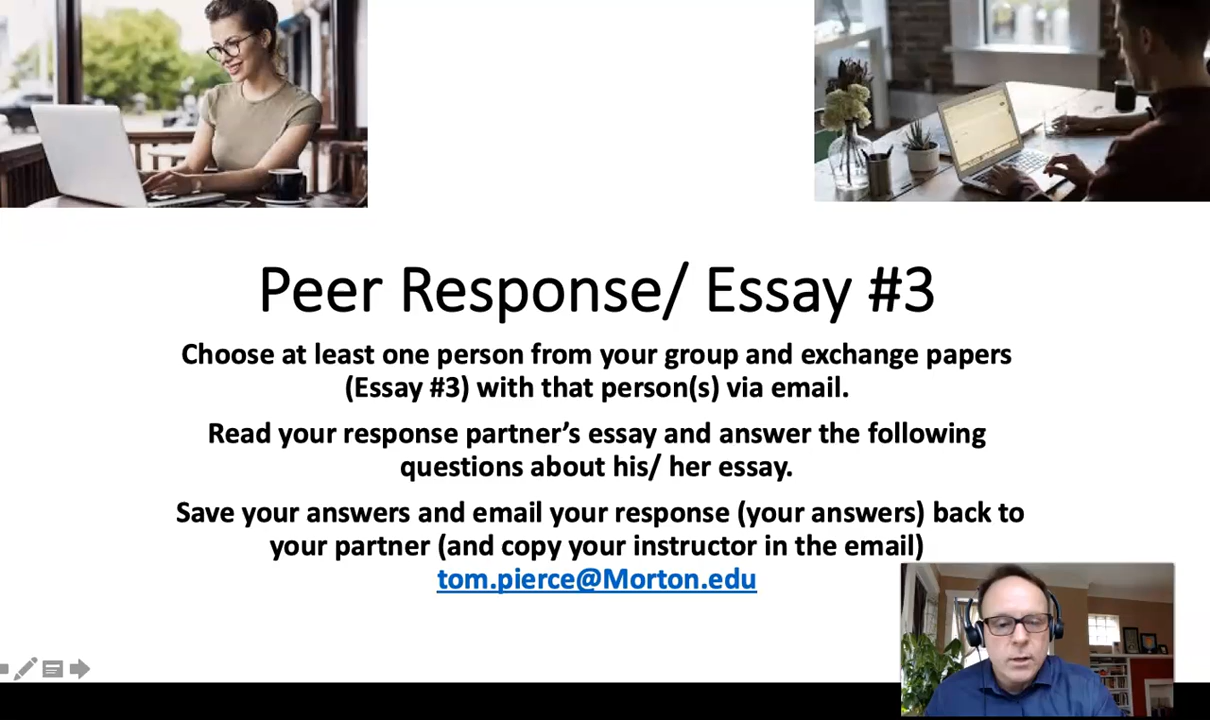 Peer Response/ Essay #3
Choose at least one person from your group and exchange papers
(Essay #3) with that person(s) via email.
Read your response partner’s essay and answer the following
questions about his/ her essay.
Save your answers and email your response (your answers) back to
your partner (and copy your instructor in the email)
tom.pierce@Morton.edu